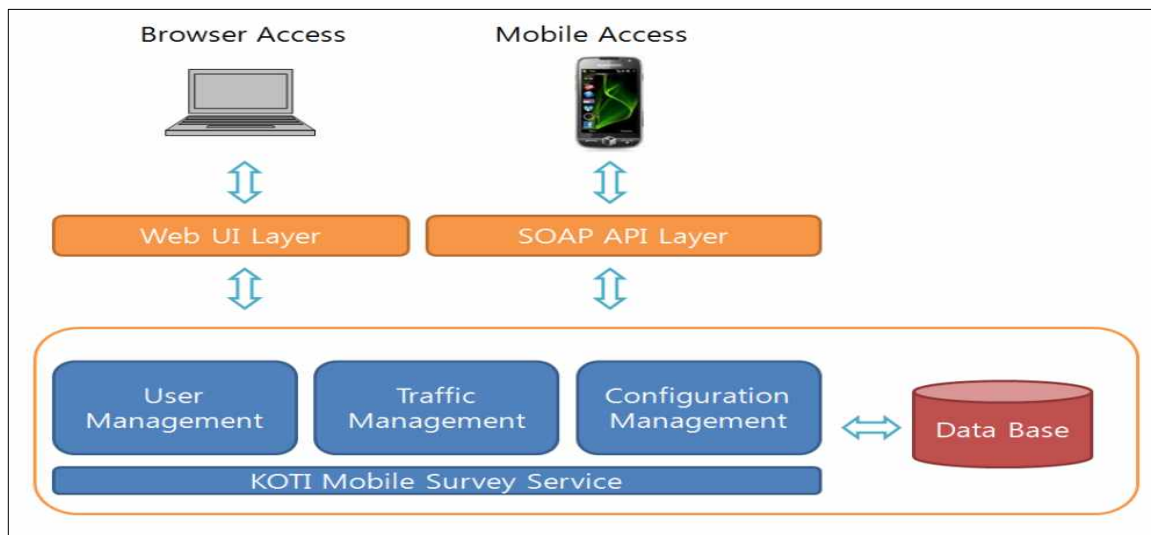 Browser Access
Mobile Access
Web UI Layer
SOAP API Layer
User
Management
Traffic
Management
Configuration
Management
Data Base
KOTI Mobile Survey Service